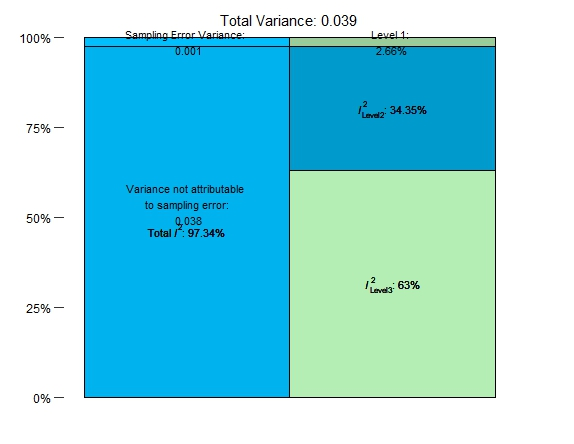 Total Variance: 0.039
100%
Sampling Error Variance:
0.001
Level 1:
2.66%
75%
I²Level2: 34.35%
Variance not attributable
to sampling error:
0.038
Total I²: 97.34%
50%
I²Level3: 63%
25%
0%